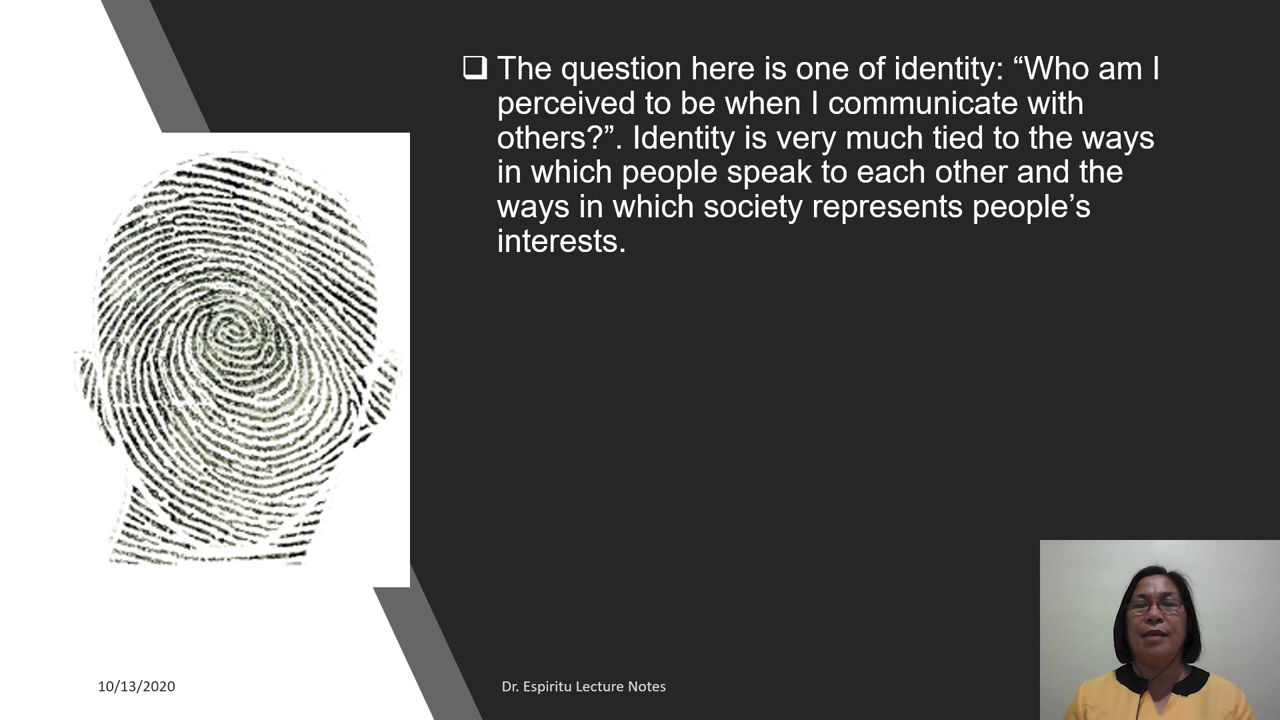 ❑ The question here is one of identity: “Who am I
perceived to be when I communicate with
others?”. Identity is very much tied to the ways
in which people speak to each other and the
ways in which society represents people’s
interests.
10/13/2020
Dr. Espiritu Lecture Notes